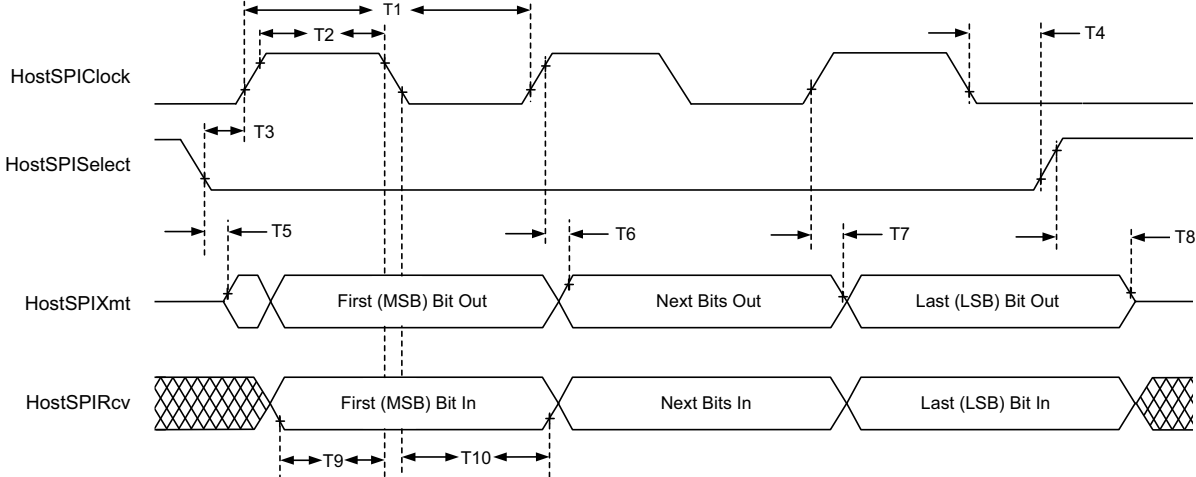 T1
T2
T4
HostSPIClock
T3
HostSPISelect
T5
T6
T7
T8
HostSPIXmt
First (MSB) Bit Out
Next Bits Out
Last (LSB) Bit Out
HostSPIRcv
First (MSB) Bit In
Next Bits In
Last (LSB) Bit In
T9
T10